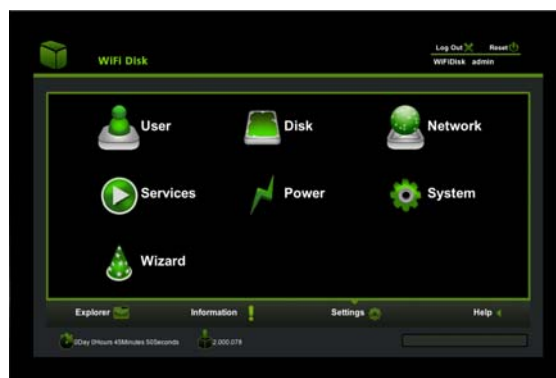 Log Out Reset
WiFi Disk
WiFiDisk admin
User Disk Network
Services Power System
Wizard
Explorer Information Settings Help
0Day 0Hours 45Minutes 50Seconds 2.000.078